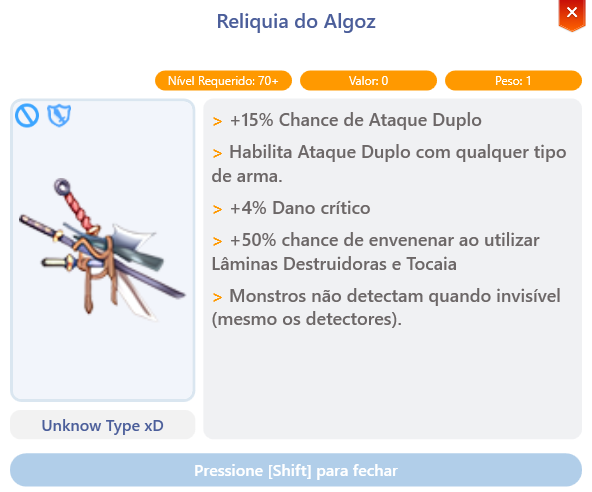 Reliquia do Algoz
Nível Requerido: 70+
Valor: 0
Peso: 1
> +15% Chance de Ataque Duplo
> Habilita Ataque Duplo com qualquer tipo
de arma.
> +4% Dano crítico
> +50% chance de envenenar ao utilizar
Lâminas Destruidoras e Tocaia
> Monstros não detectam quando invisível
(mesmo os detectores).
Unknow Type xD
Pressione [Shift] para fechar